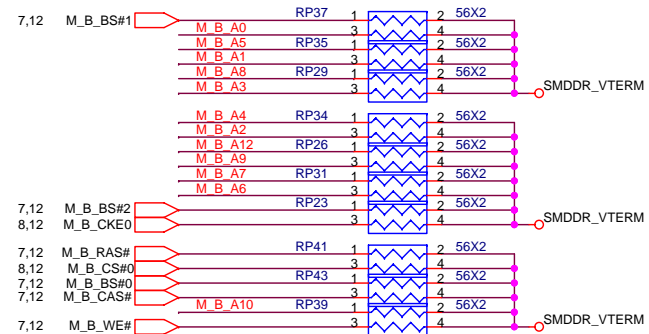 7,12 M_B_BS#1 RP37 1 2 56X2
M_B_A0 3 4
M_B_A5 RP35 1 2 56X2
M_B_A1 3 4
M_B_A8 RP29 1 2 56X2
M_B_A3 3 4 SMDDR_VTERM
M_B_A4 RP34 1 2 56X2
M_B_A2 3 4
M_B_A12 RP26 1 2 56X2
M_B_A9 3 4
M_B_A7 RP31 1 2 56X2
M_B_A6 3 4
7,12 M_B_BS#2 RP23 1 2 56X2
8,12 M_B_CKE0 3 4 SMDDR_VTERM
7,12 M_B_RAS# RP41 1 2 56X2
8,12 M_B_CS#0 3 4
7,12 M_B_BS#0 RP43 1 2 56X2
7,12 M_B_CAS# 3 4
M_B_A10 RP39 1 2 56X2
7,12 M_B_WE# 3 4 SMDDR_VTERM